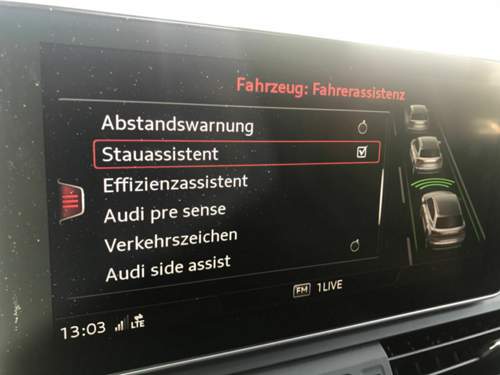 Fahrzeug: Fahrerassistenz
Abstandswarnung
Stauassistent
Effizienzassistent
Audi pre sense
Verkehrszeichen
Audi side assist
FM 1LIVE
13:03 LTE